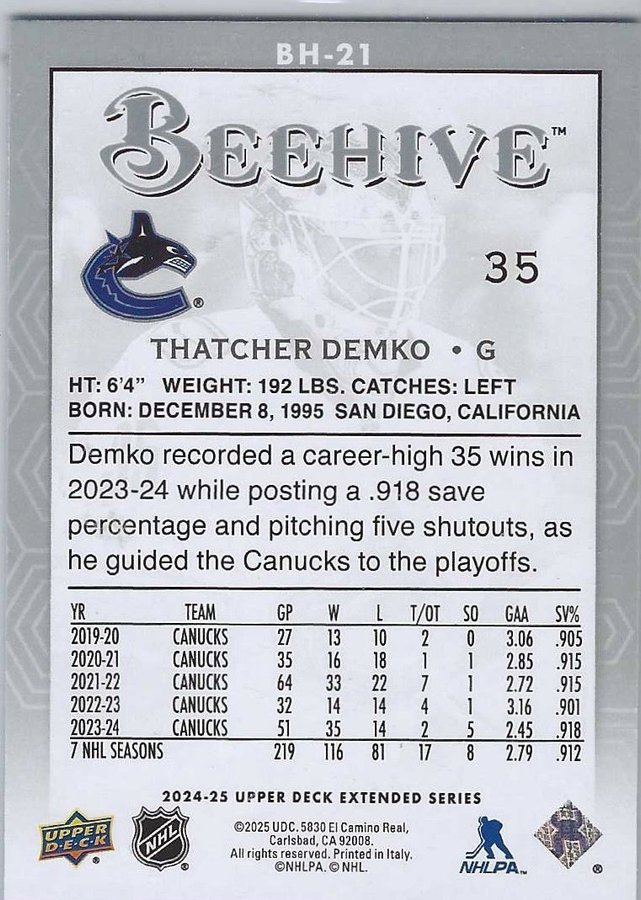 BH-21
BEEHIVE™
35
THATCHER DEMKO • G
HT: 6'4" WEIGHT: 192 LBS. CATCHES: LEFT
BORN: DECEMBER 8, 1995 SAN DIEGO, CALIFORNIA
Demko recorded a career-high 35 wins in
2023-24 while posting a .918 save
percentage and pitching five shutouts, as
he guided the Canucks to the playoffs.
YR TEAM GP W L T/OT SO GAA SV%
2019-20 CANUCKS 27 13 10 2 0 3.06 .905
2020-21 CANUCKS 35 16 18 1 1 2.85 .915
2021-22 CANUCKS 64 33 22 7 1 2.72 .915
2022-23 CANUCKS 32 14 14 4 1 3.16 .901
2023-24 CANUCKS 51 35 14 2 5 2.45 .918
7 NHL SEASONS 219 116 81 17 8 2.79 .912
2024-25 UPPER DECK EXTENDED SERIES
UPPER DECK ®
NHL ®
©2025 UDC. 5830 El Camino Real,
Carlsbad, CA 92008.
All rights reserved. Printed in Italy.
©NHLPA. © NHL.
NHLPA™
®